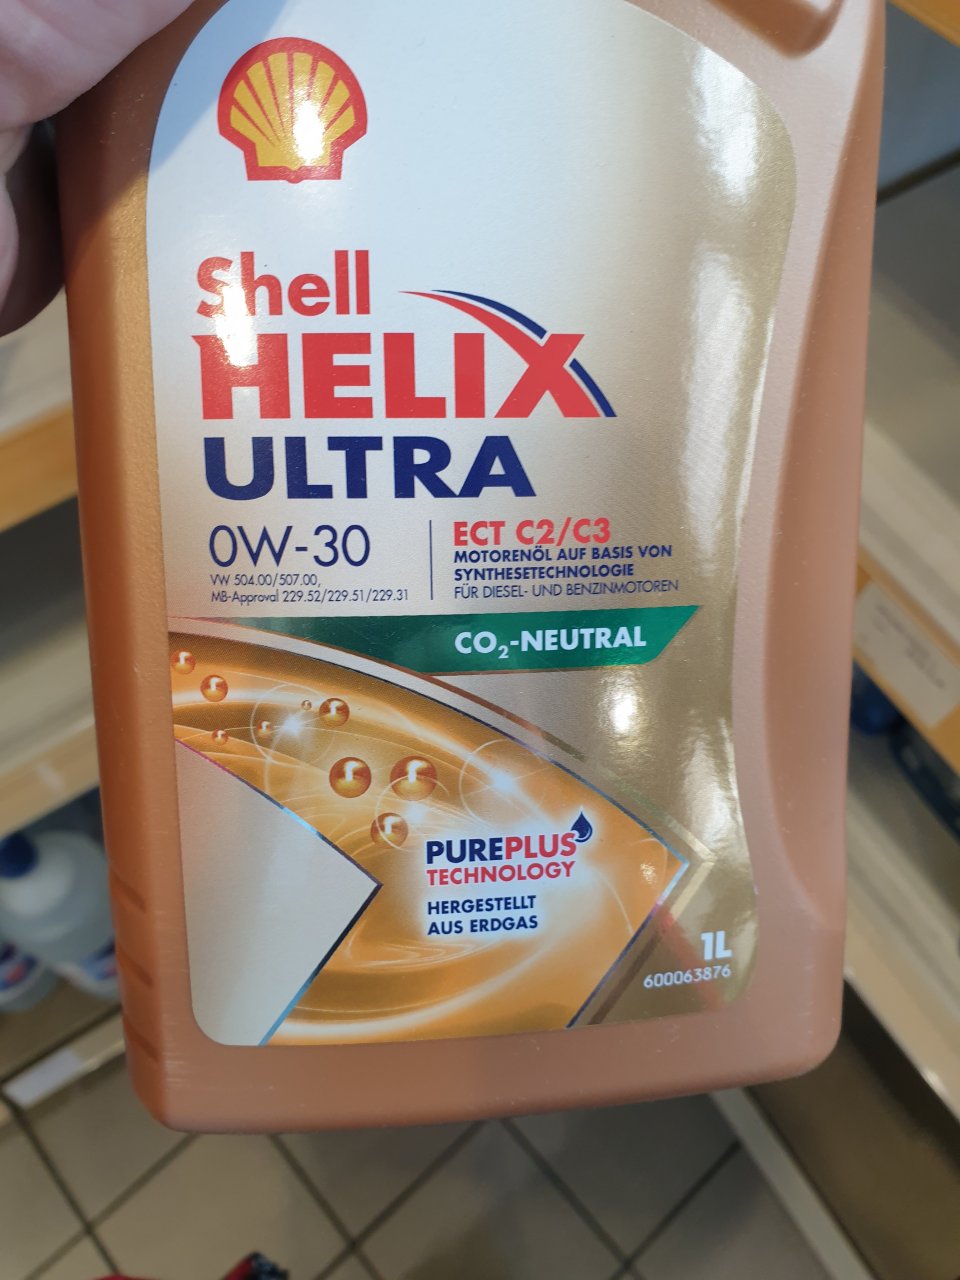 Shell
HELIX
ULTRA
0W-30
VW 504.00/507.00,
MB-Approval 229.52/229.51/229.31
ECT C2/C3
MOTORENÖL AUF BASIS VON
SYNTHESETECHNOLOGIE
FÜR DIESEL- UND BENZINMOTOREN
CO₂-NEUTRAL
PUREPLUS
TECHNOLOGY
HERGESTELLT
AUS ERDGAS
1L
600063876